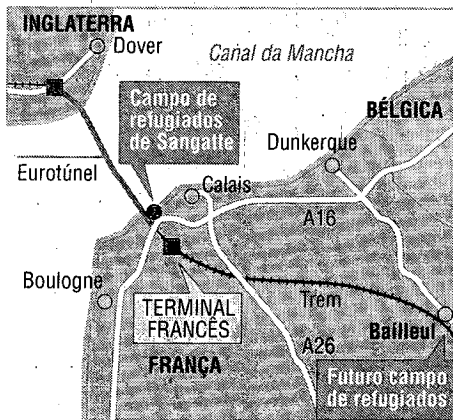 INGLATERRA
Dover
Canal da Mancha
Campo de
refugiados
de Sangatte
BÉLGICA
Dunkerque
Eurotúnel
Calais
A16
Boulogne
TERMINAL
FRANCÊS
Trem
Bailleul
FRANÇA
A26
Futuro campo
de refugiados